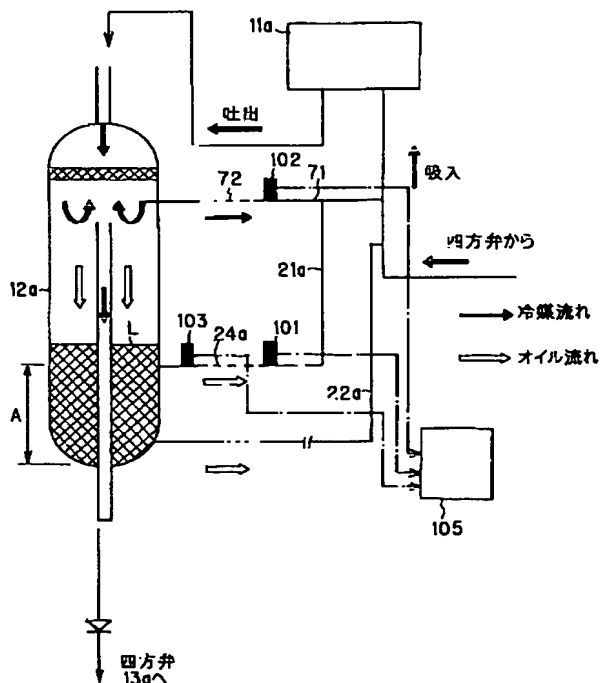 11a
吐出
102
71
72
吸入
四方弁から
21a
冷媒流れ
12a
L
103
24a
101
オイル流れ
22a
A
105
四方弁
13aへ